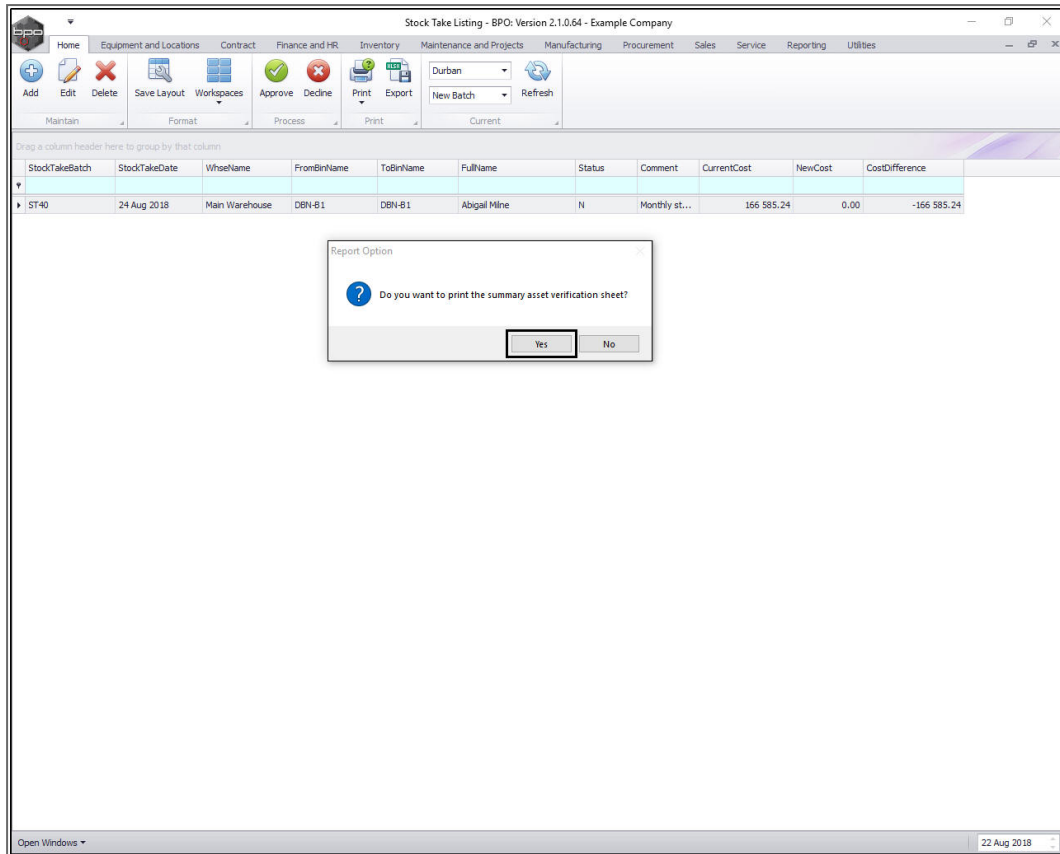 bpo
Stock Take Listing - BPO: Version 2.1.0.64 - Example Company
Home Equipment and Locations Contract Finance and HR Inventory Maintenance and Projects Manufacturing Procurement Sales Service Reporting Utilities
Durban
Add Edit Delete Save Layout Workspaces Approve Decline Print Export New Batch Refresh
Maintain Format Process Print Current
Drag a column header here to group by that column
StockTakeBatch StockTakeDate WhseName FromBinName ToBinName FullName Status Comment CurrentCost NewCost CostDifference
ST40 24 Aug 2018 Main Warehouse DBN-B1 DBN-B1 Abigail Milne N Monthly st... 166 585.24 0.00 -166 585.24
Report Option
Do you want to print the summary asset verification sheet?
Yes No
Open Windows 22 Aug 2018